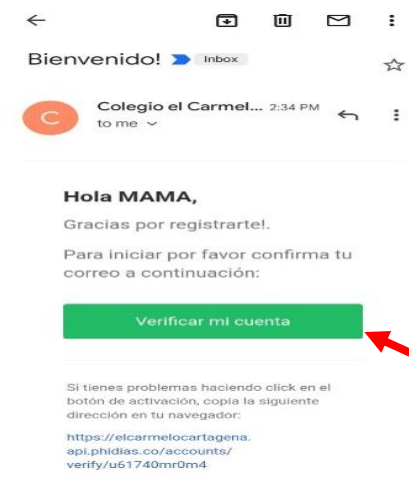 Bienvenido! Inbox
C
Colegio el Carmel... 2:34 PM
to me
Hola MAMA,
Gracias por registrarte!.
Para iniciar por favor confirma tu
correo a continuación:
Verificar mi cuenta
Si tienes problemas haciendo click en el
botón de activación, copia la siguiente
dirección en tu navegador:
https://elcarmelocartagena.
api.phidias.co/accounts/
verify/u61740mr0m4